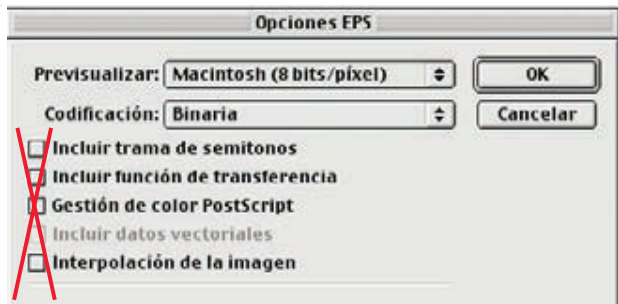 Opciones EPS
Previsualizar: Macintosh (8 bits/píxel) OK
Codificación: Binaria Cancelar
Incluir trama de semitonos
Incluir función de transferencia
Gestión de color PostScript
Incluir datos vectoriales
Interpolación de la imagen